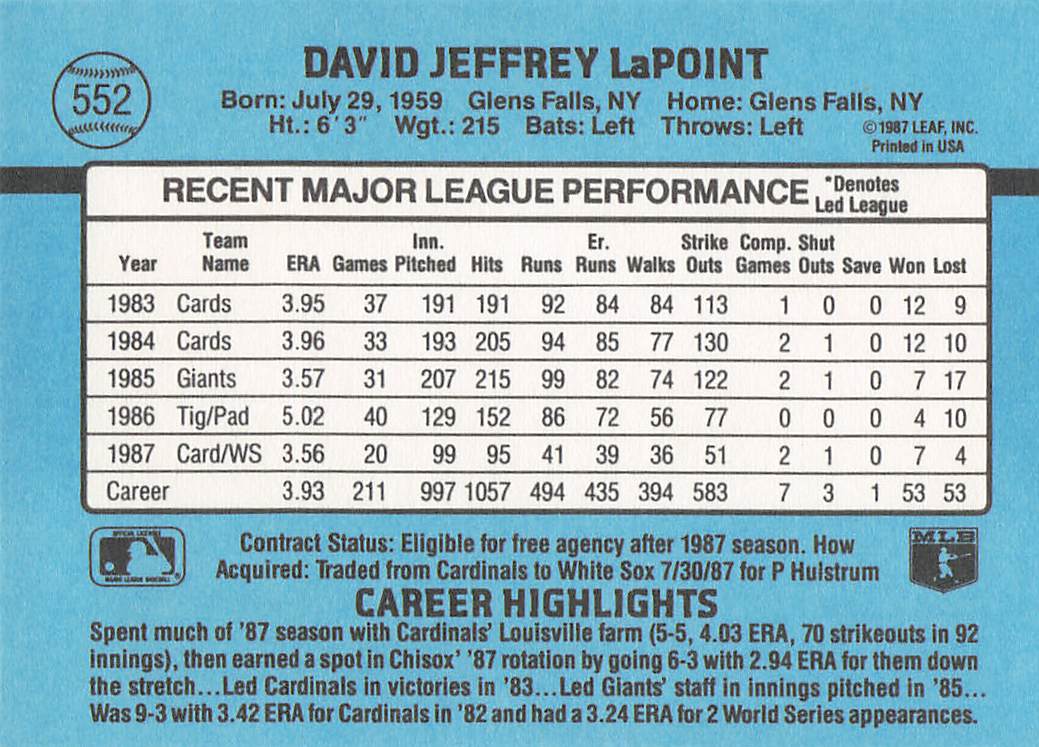 552
DAVID JEFFREY LaPOINT
Born: July 29, 1959 Glens Falls, NY Home: Glens Falls, NY
Ht.: 6' 3" Wgt.: 215 Bats: Left Throws: Left
©1987 LEAF, INC.
Printed in USA
RECENT MAJOR LEAGUE PERFORMANCE *Denotes Led League
Year Team Name ERA Games Inn. Pitched Hits Runs Er. Runs Walks Strike Outs Comp. Games Shut Outs Save Won Lost
1983 Cards 3.95 37 191 191 92 84 84 113 1 0 0 12 9
1984 Cards 3.96 33 193 205 94 85 77 130 2 1 0 12 10
1985 Giants 3.57 31 207 215 99 82 74 122 2 1 0 7 17
1986 Tig/Pad 5.02 40 129 152 86 72 56 77 0 0 0 4 10
1987 Card/WS 3.56 20 99 95 41 39 36 51 2 1 0 7 4
Career 3.93 211 997 1057 494 435 394 583 7 3 1 53 53
OFFICIAL LICENSEE
MAJOR LEAGUE BASEBALL
®
MLB
Contract Status: Eligible for free agency after 1987 season. How
Acquired: Traded from Cardinals to White Sox 7/30/87 for P Hulstrum
CAREER HIGHLIGHTS
Spent much of '87 season with Cardinals' Louisville farm (5-5, 4.03 ERA, 70 strikeouts in 92
innings), then earned a spot in Chisox' '87 rotation by going 6-3 with 2.94 ERA for them down
the stretch...Led Cardinals in victories in '83...Led Giants' staff in innings pitched in '85...
Was 9-3 with 3.42 ERA for Cardinals in '82 and had a 3.24 ERA for 2 World Series appearances.